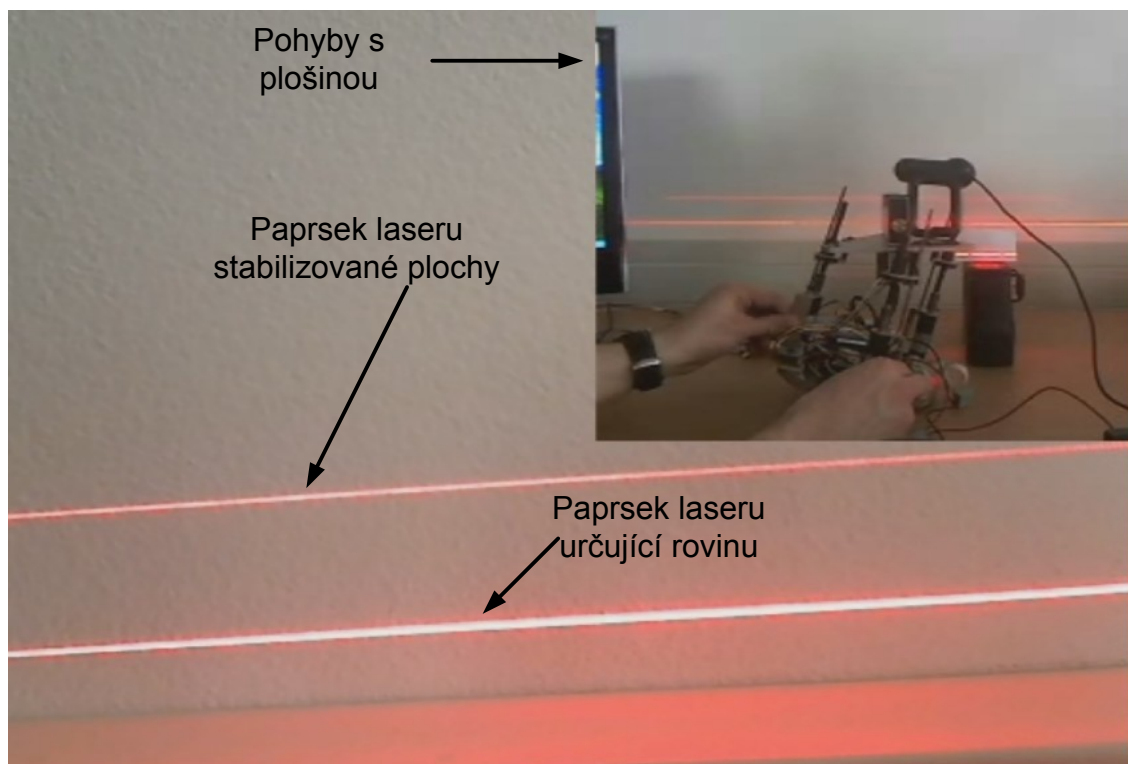 Pohyby s
plošinou
Paprsek laseru
stabilizované plochy
Paprsek laseru
určující rovinu